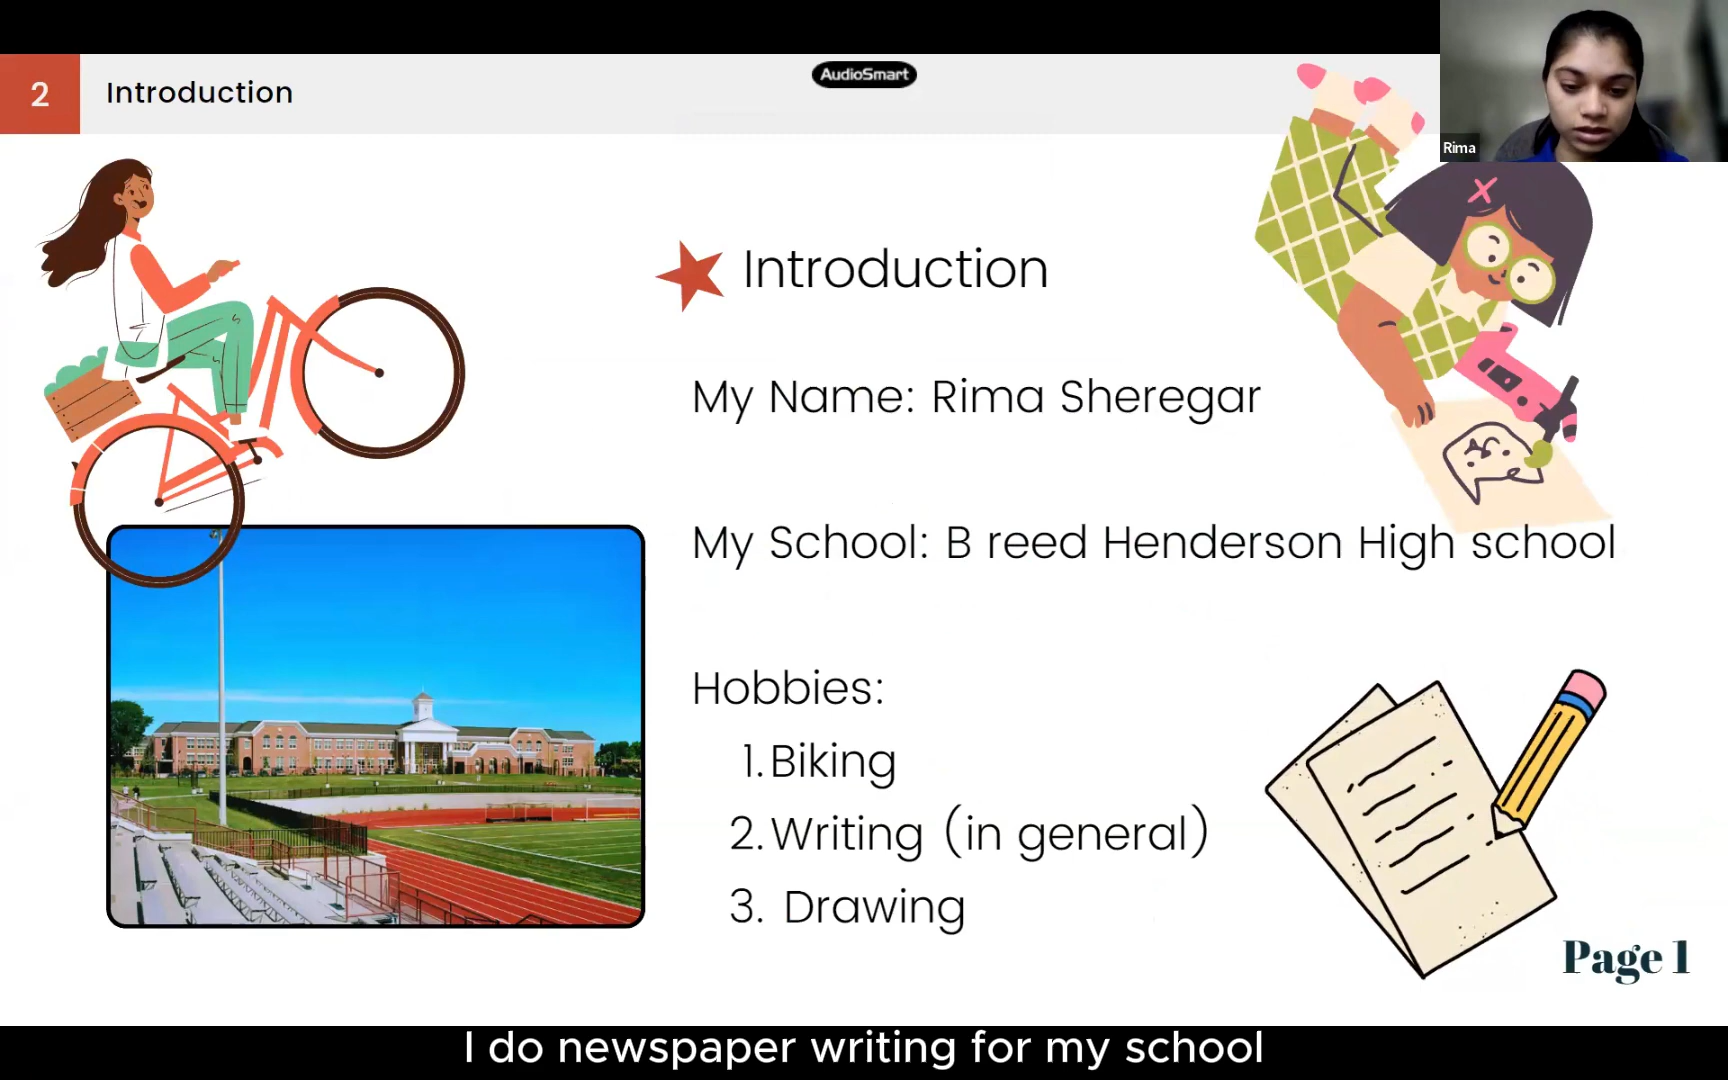 2
Introduction
AudioSmart
Rima
Introduction
My Name: Rima Sheregar
My School: B reed Henderson High school
Hobbies:
1. Biking
2. Writing (in general)
3. Drawing
Page 1
I do newspaper writing for my school